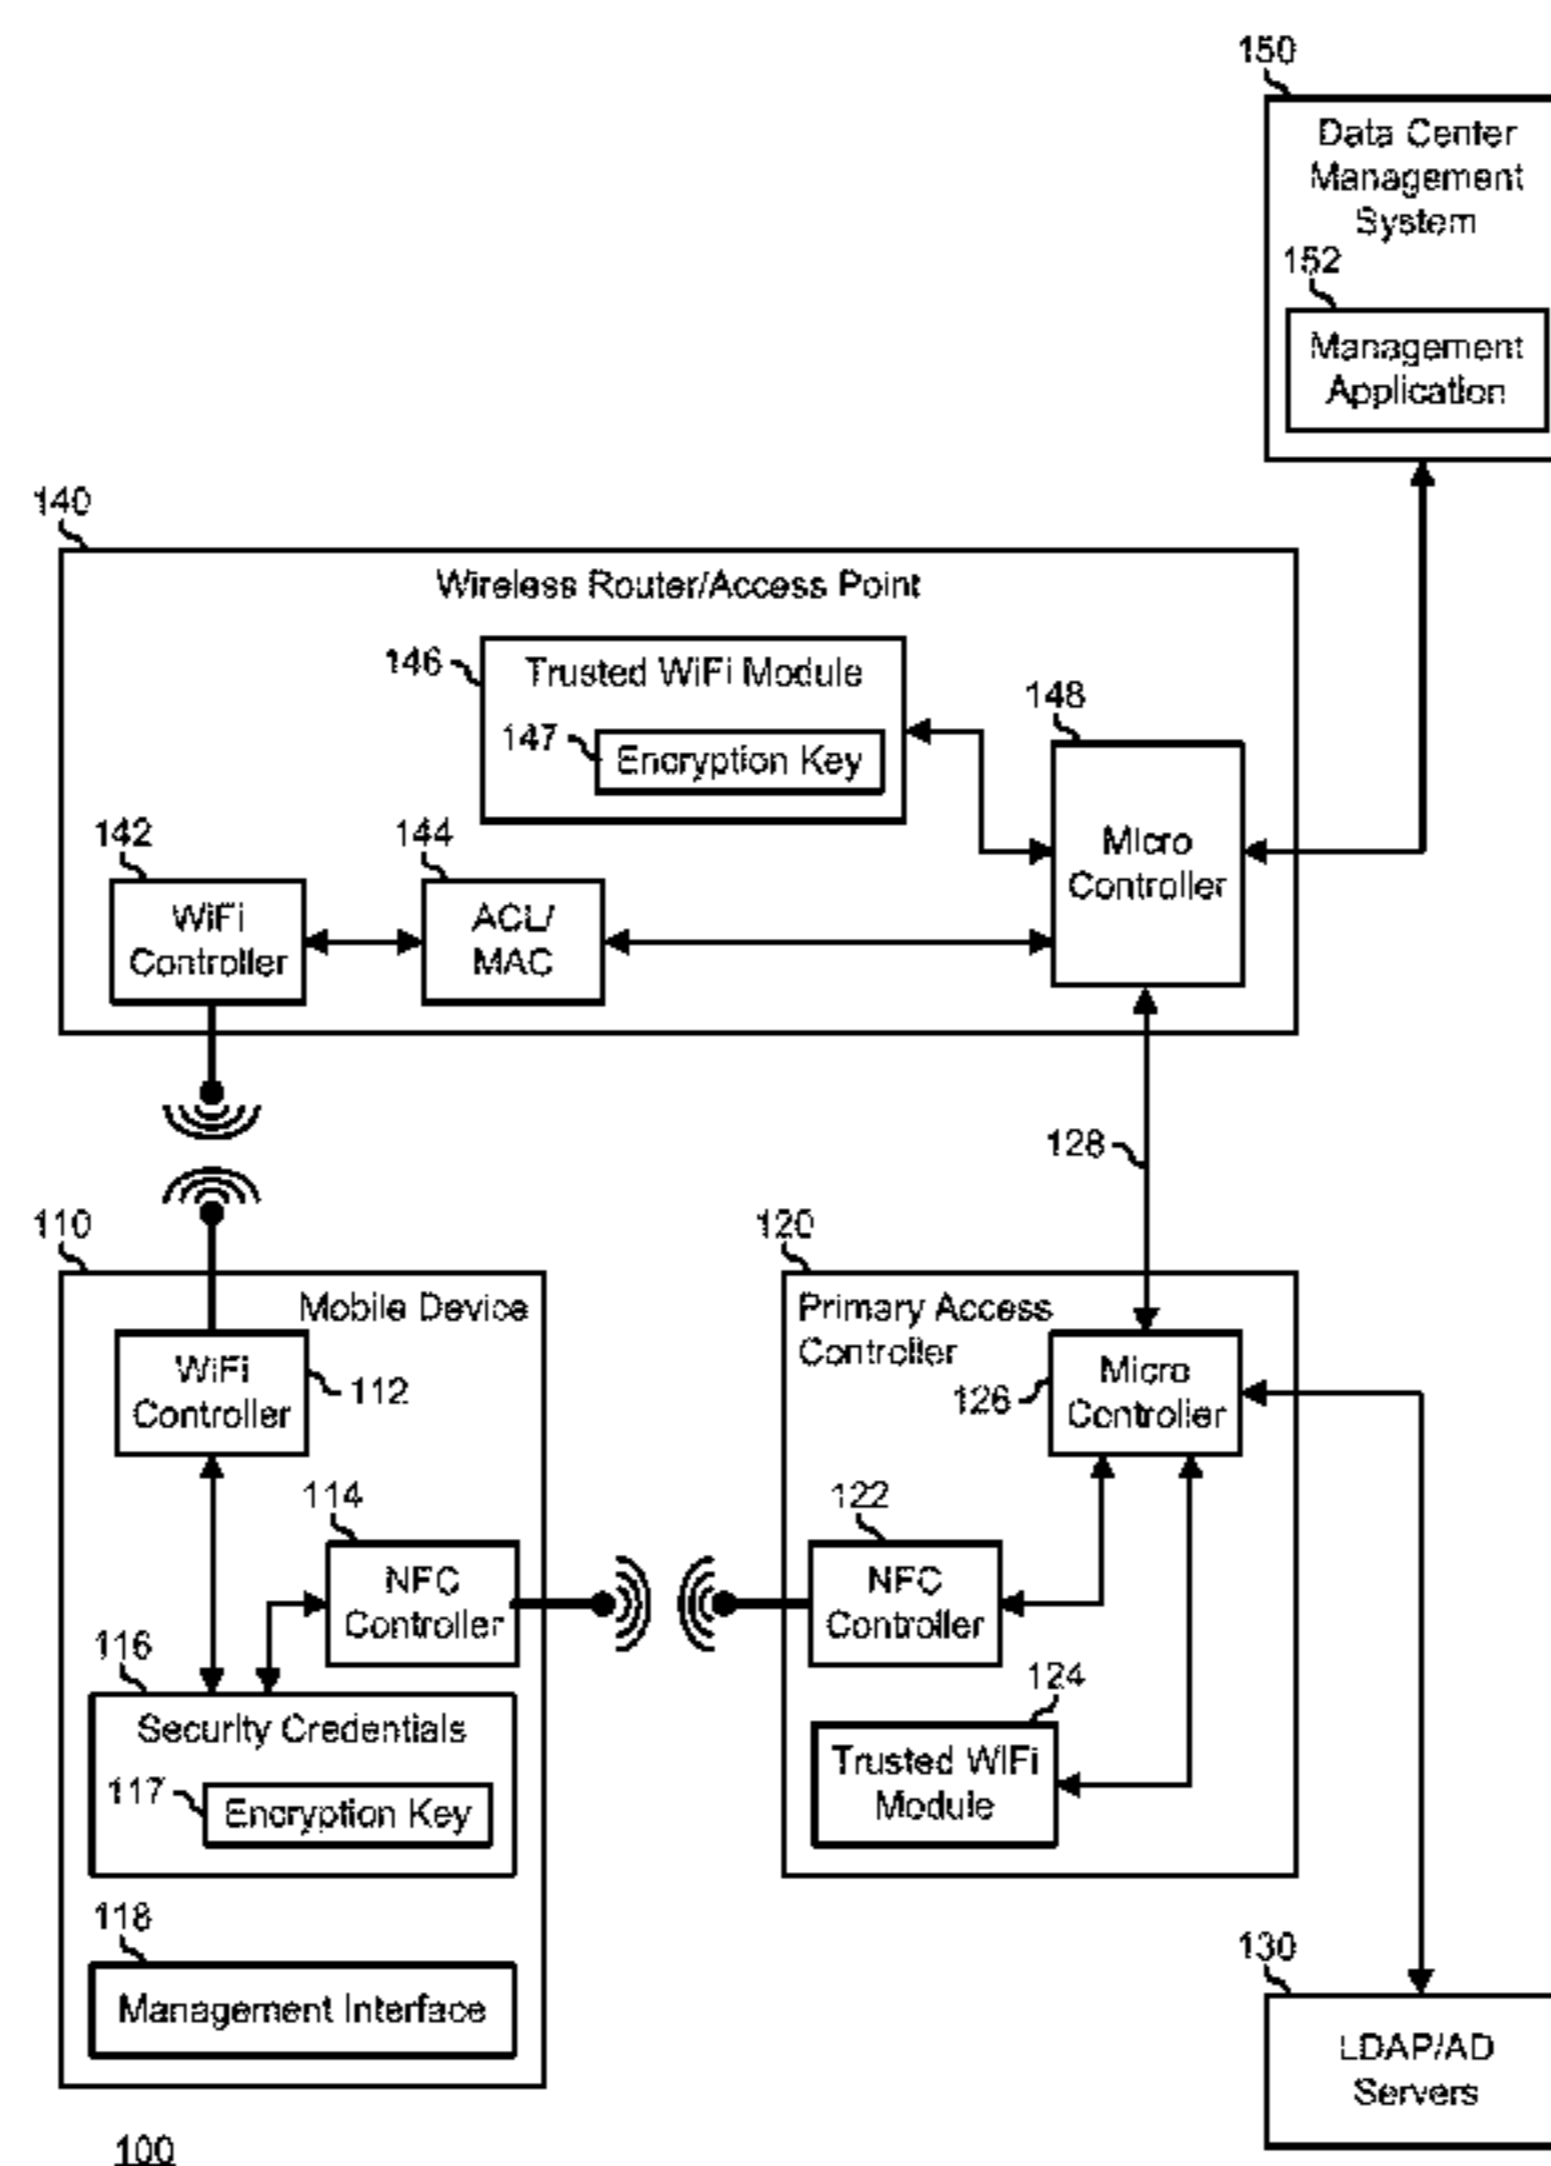 150
Data Center
Management
System
152
Management
Application
140
Wireless Router/Access Point
146
Trusted WiFi Module
147
Encryption Key
148
Micro
Controller
142
WiFi
Controller
144
ACL/
MAC
128
110
Mobile Device
WiFi
Controller
112
114
NFC
Controller
116
Security Credentials
117
Encryption Key
118
Management Interface
120
Primary Access
Controller
126
Micro
Controller
122
NFC
Controller
124
Trusted WiFi
Module
130
LDAP/AD
Servers
100